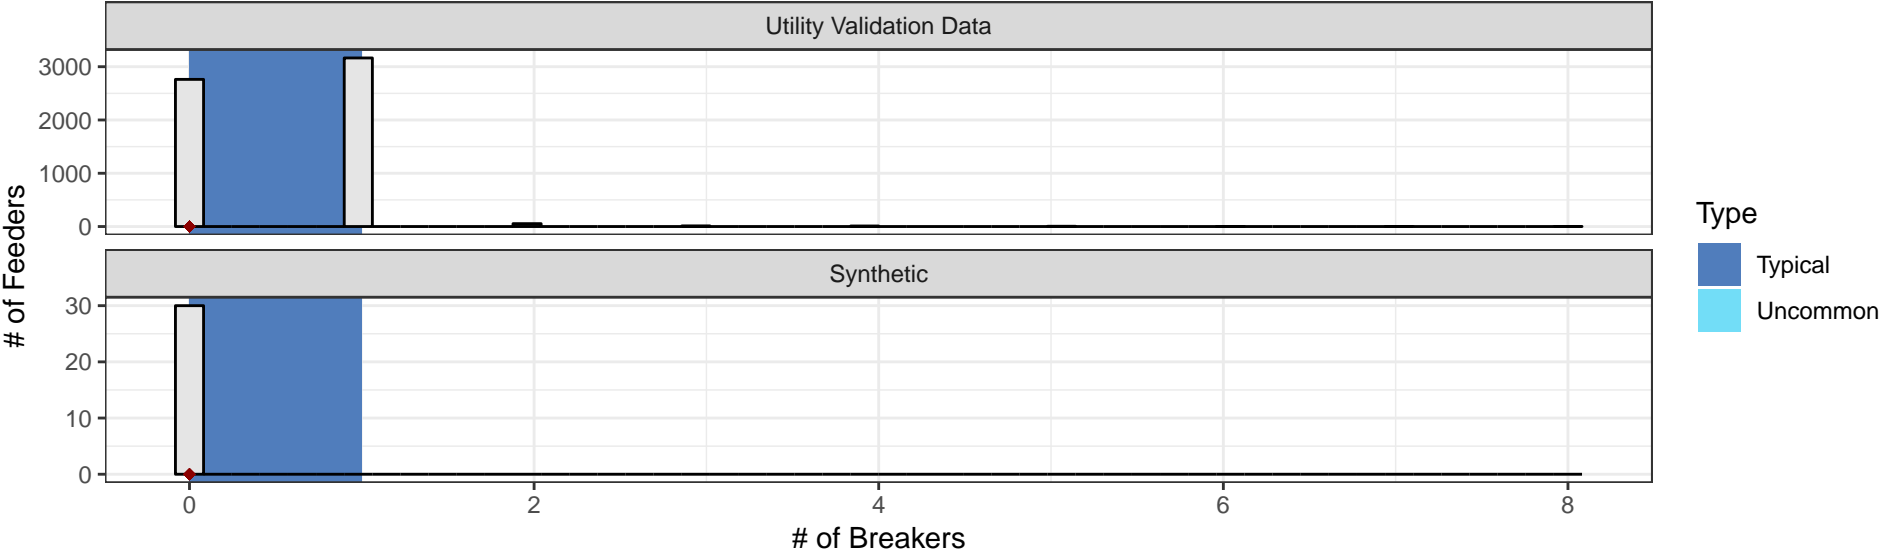 Utility Validation Data
3000
2000
1000
0
Synthetic
30
20
10
0
0 2 4 6 8
# of Breakers
# of Feeders
Type
Typical
Uncommon